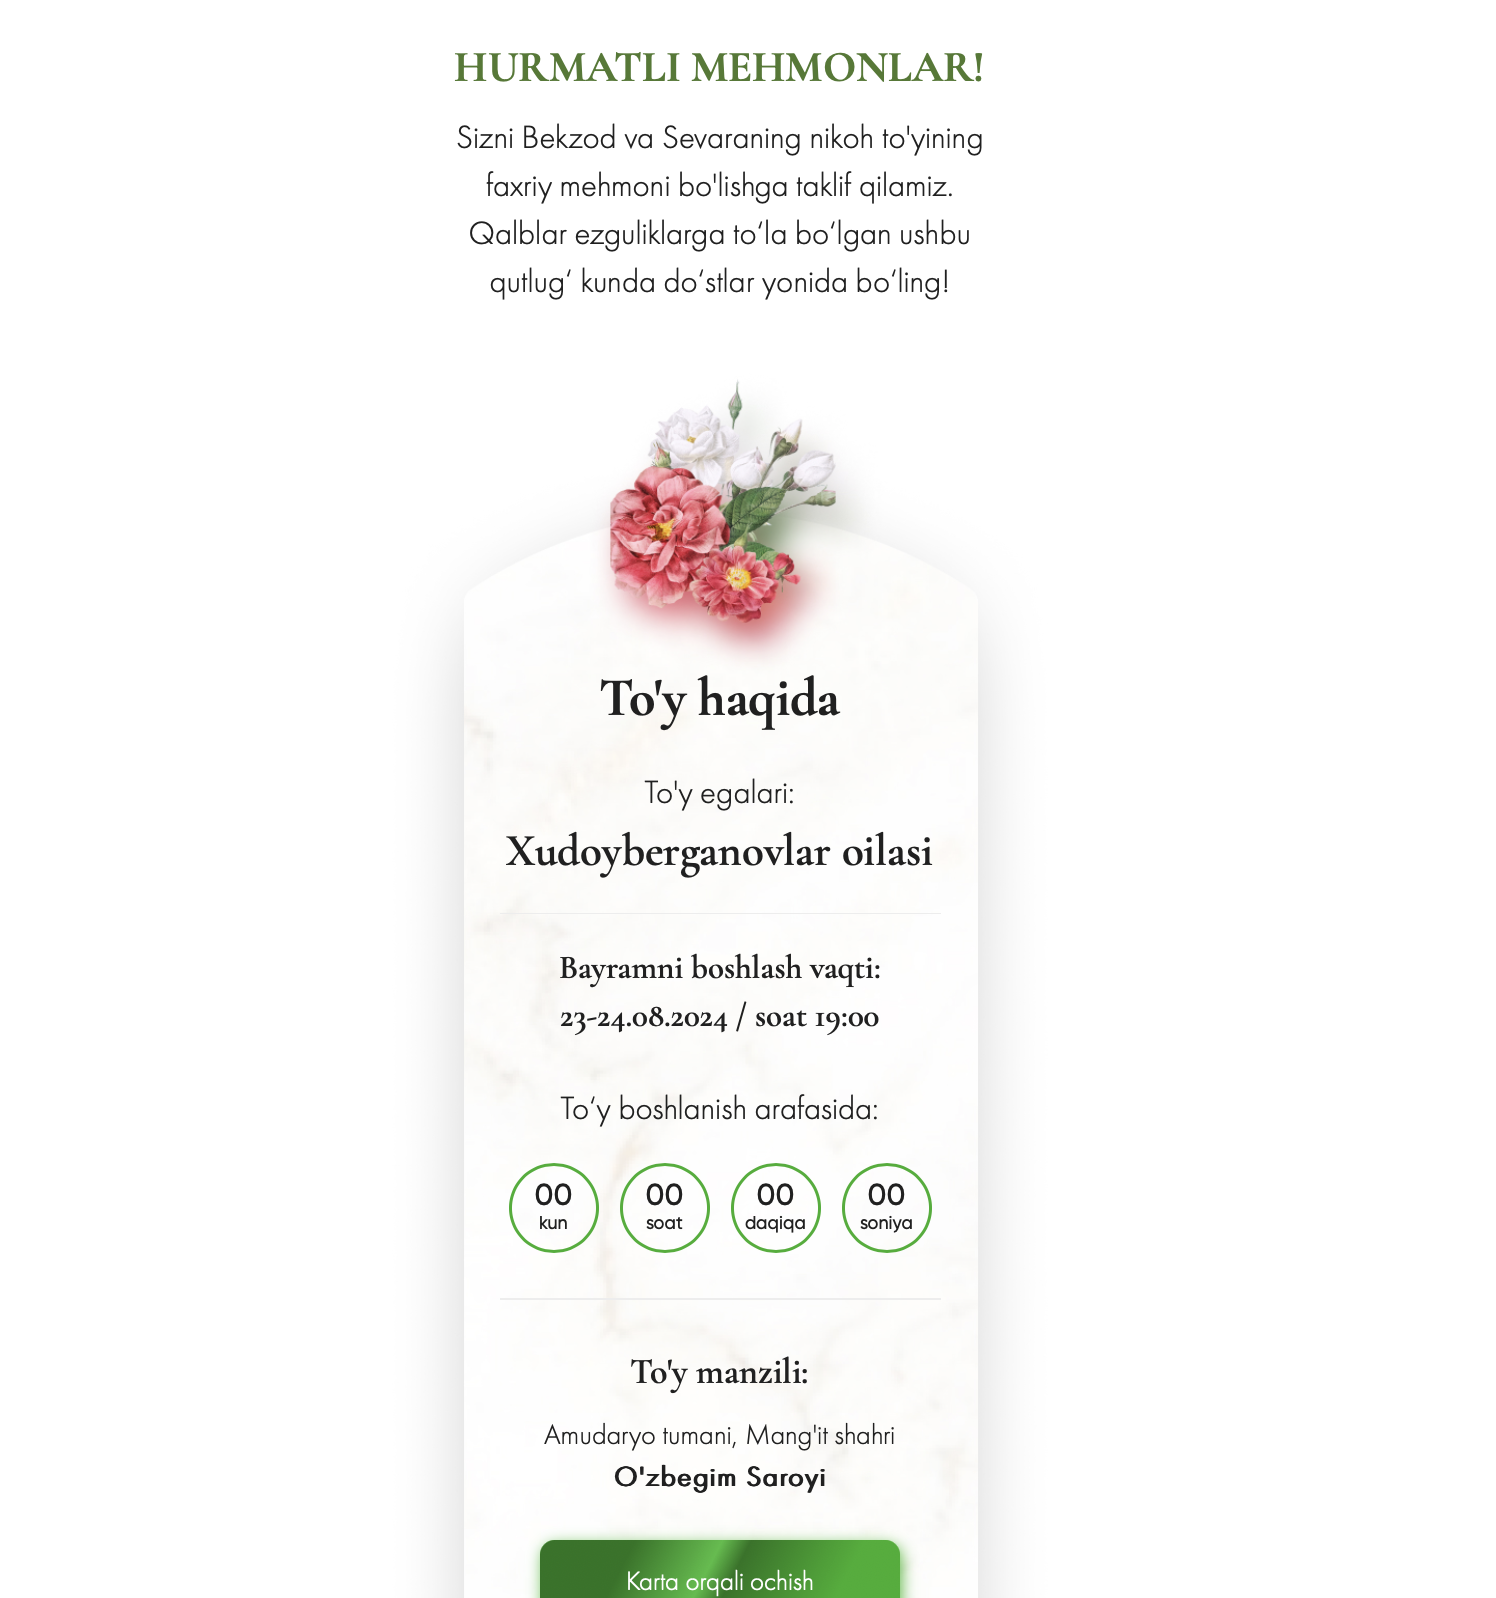 HURMATLI MEHMONLAR!
Sizni Bekzod va Sevaraning nikoh to'yining
faxriy mehmoni bo'lishga taklif qilamiz.
Qalblar ezguliklarga to‘la bo‘lgan ushbu
qutlug‘ kunda do‘stlar yonida bo‘ling!
To'y haqida
To'y egalari:
Xudoyberganovlar oilasi
Bayramni boshlash vaqti:
23-24.08.2024 / soat 19:00
To‘y boshlanish arafasida:
00 00 00 00
kun soat daqiqa soniya
To'y manzili:
Amudaryo tumani, Mang'it shahri
O'zbegim Saroyi
Karta orqali ochish